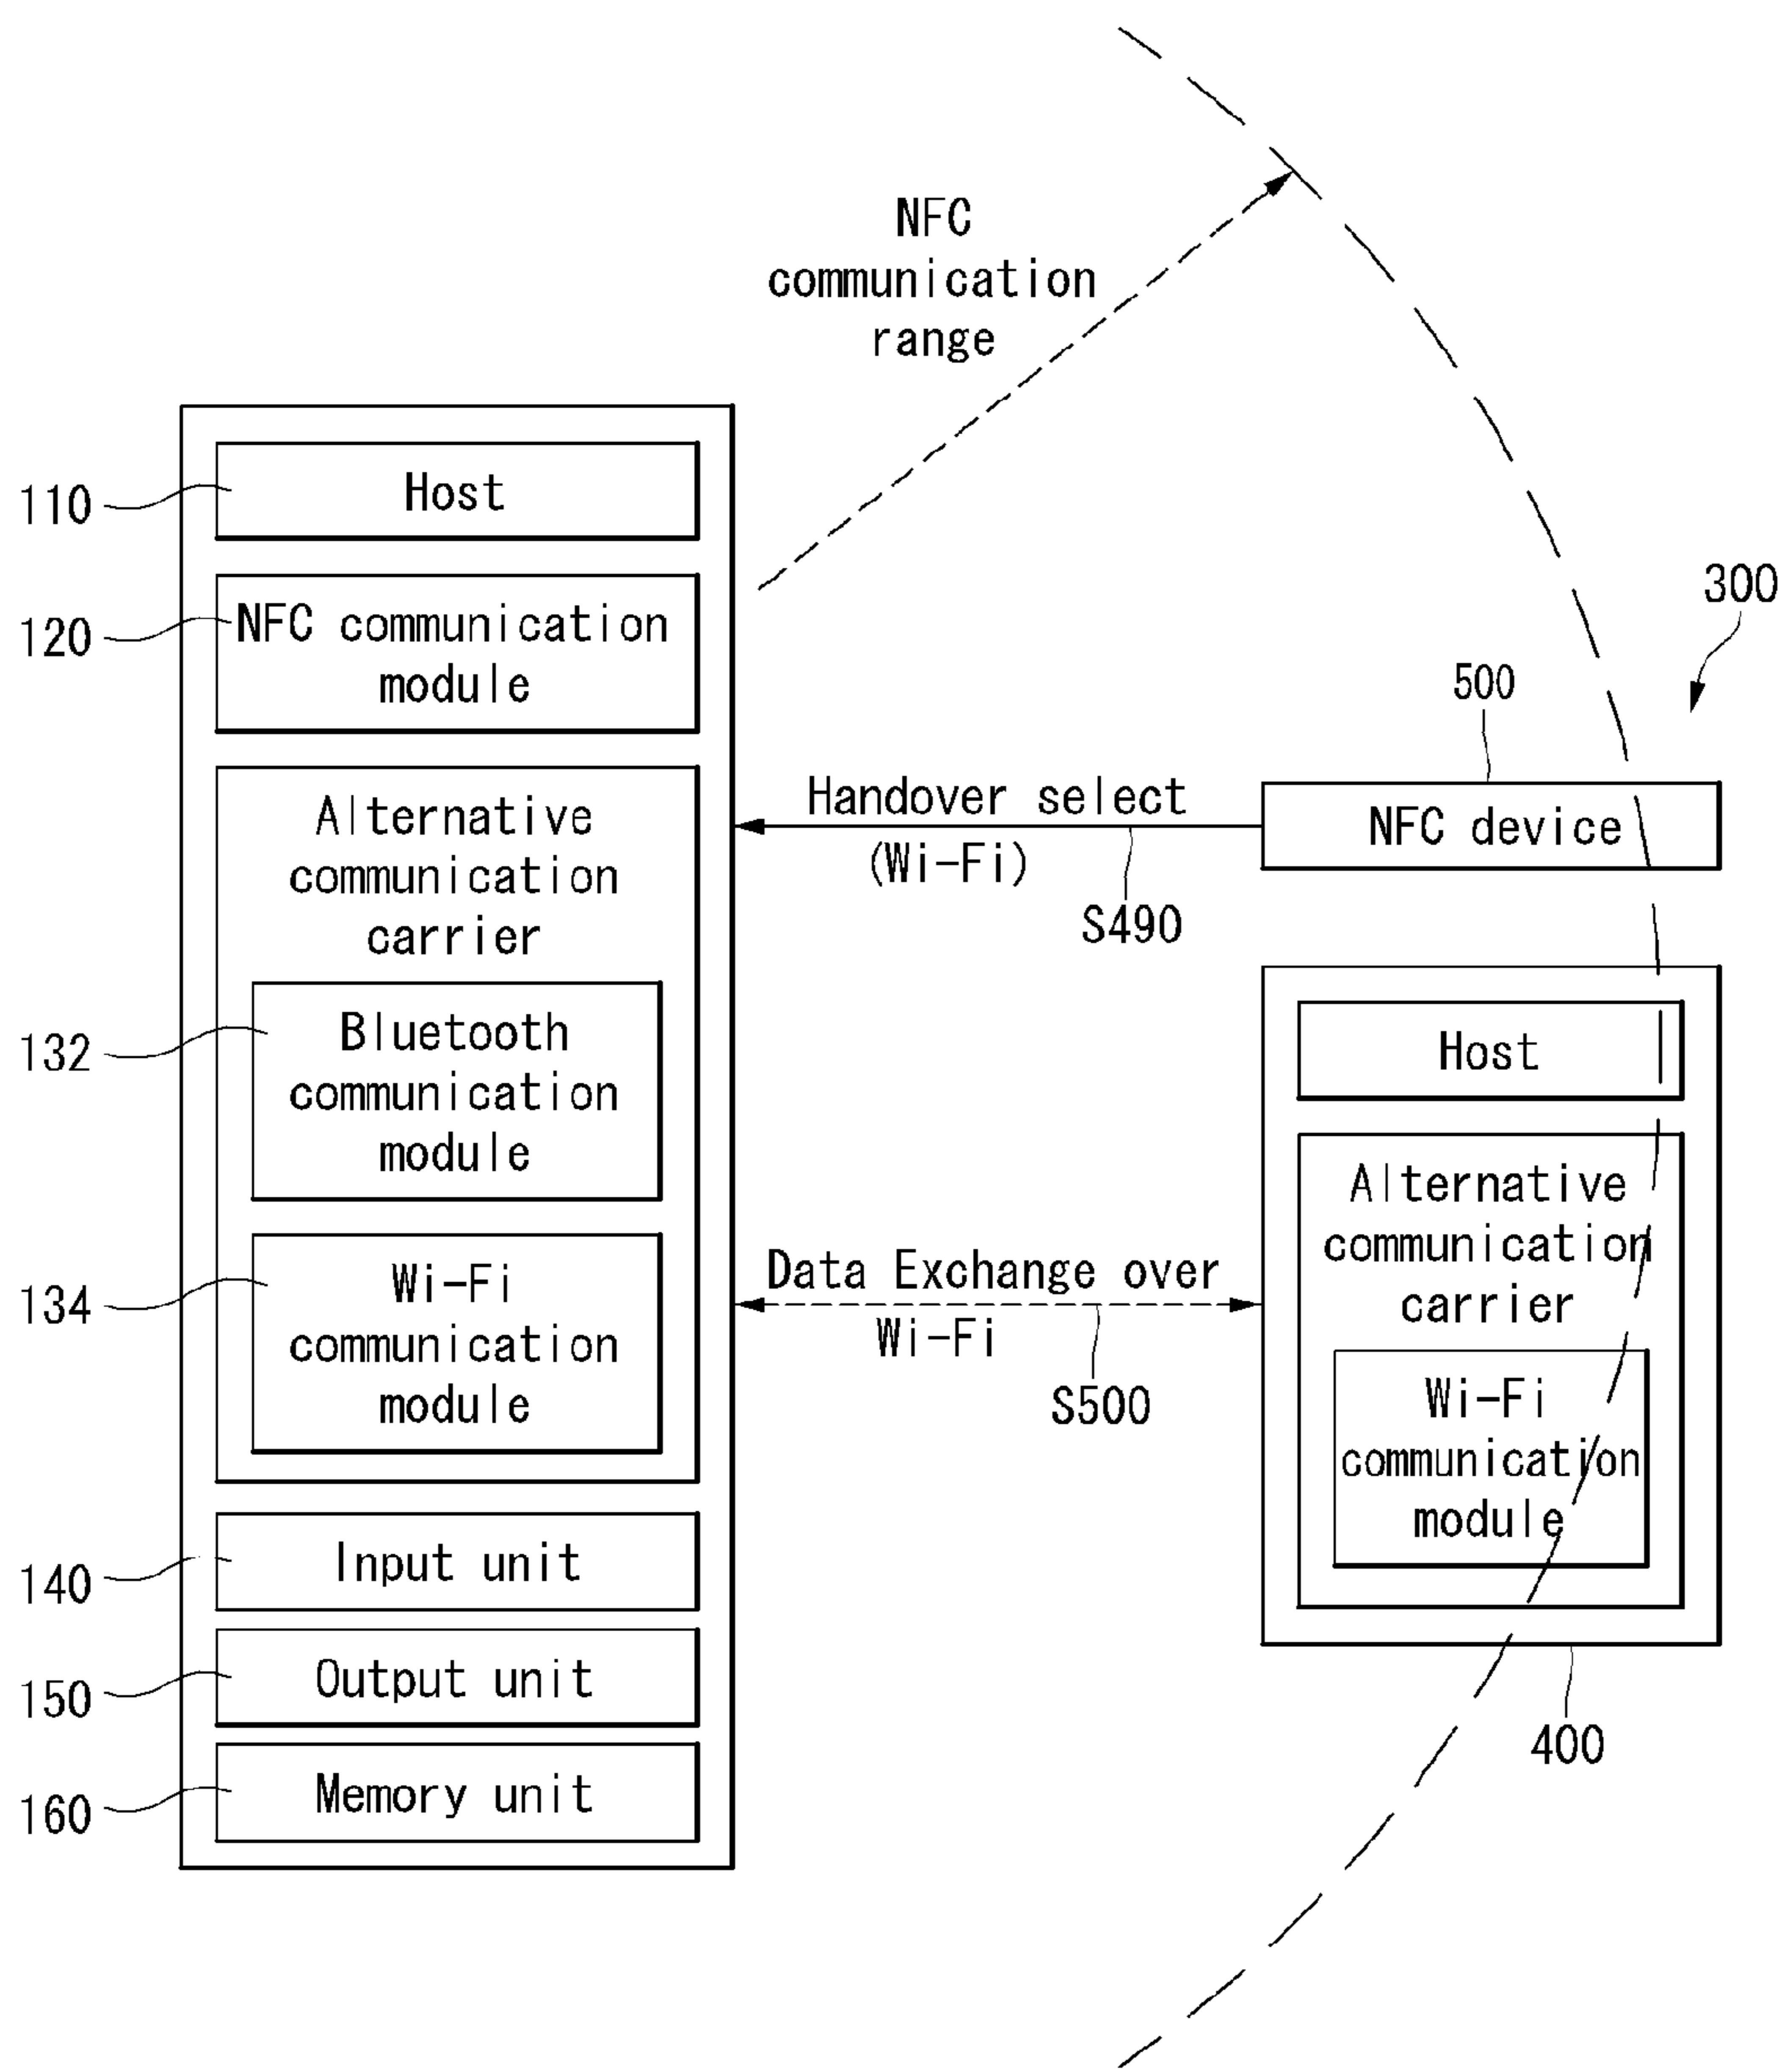 NFC
communication
range
110
Host
120
NFC communication
module
300
500
NFC device
Handover select
(Wi-Fi)
S490
Alternative
communication
carrier
132
Bluetooth
communication
module
134
Wi-Fi
communication
module
Data Exchange over
Wi-Fi
S500
Host
Alternative
communication
carrier
Wi-Fi
communication
module
400
140
Input unit
150
Output unit
160
Memory unit